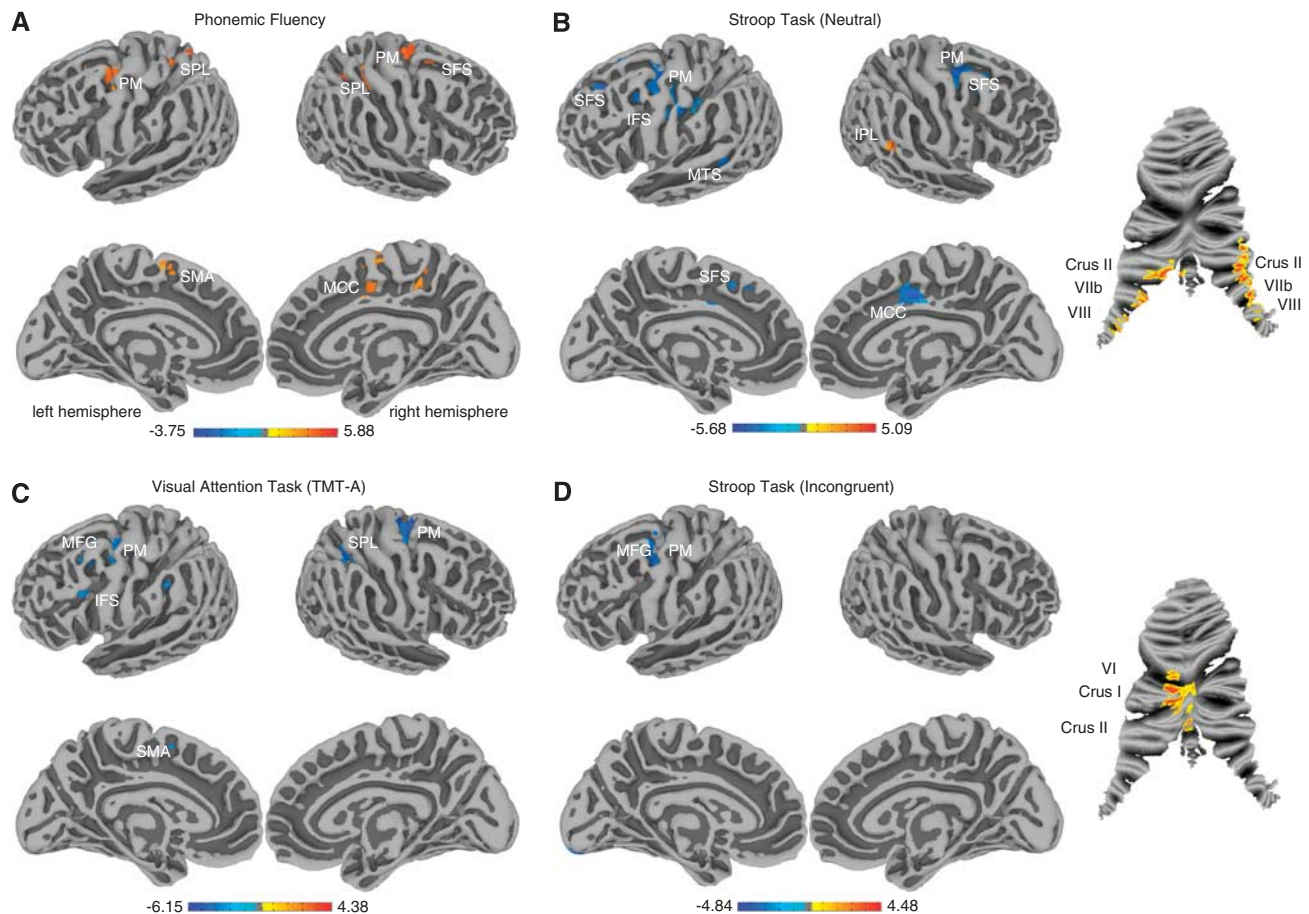 A
Phonemic Fluency
PM
SPL
PM
SPL
SFS
SMA
MCC
left hemisphere
right hemisphere
-3.75
5.88
B
Stroop Task (Neutral)
SFS
PM
IFS
MTS
PM
SFS
IPL
SFS
MCC
-5.68
5.09
Crus II
VIIb
VIII
Crus II
VIIb
VIII
C
Visual Attention Task (TMT-A)
MFG
PM
IFS
SPL
PM
SMA
-6.15
4.38
D
Stroop Task (Incongruent)
MFG
PM
-4.84
4.48
VI
Crus I
Crus II